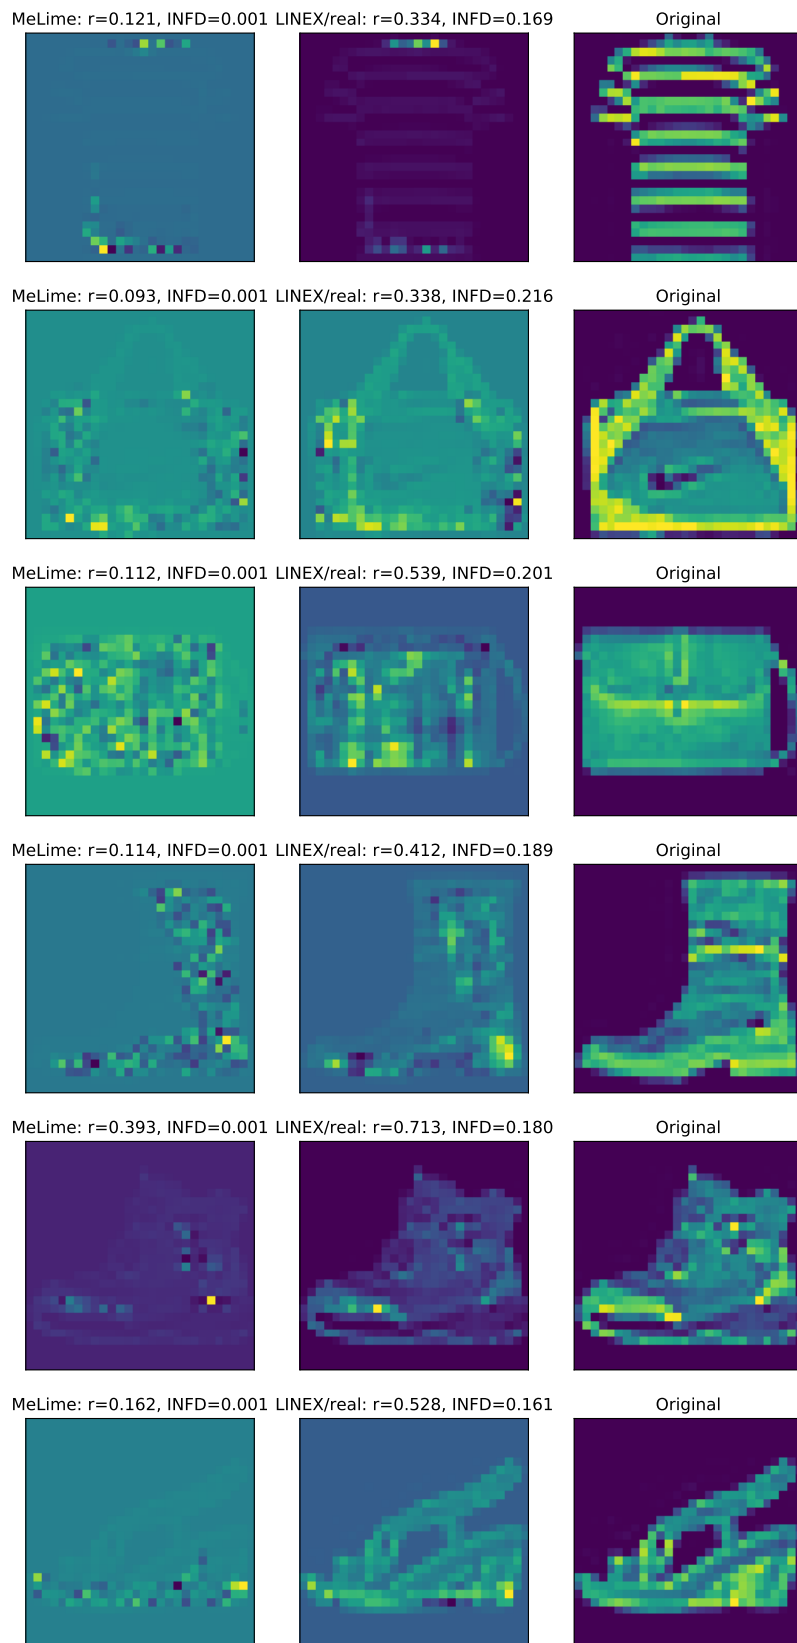 MeLime: r=0.121, INFD=0.001 LINEX/real: r=0.334, INFD=0.169 Original
MeLime: r=0.093, INFD=0.001 LINEX/real: r=0.338, INFD=0.216 Original
MeLime: r=0.112, INFD=0.001 LINEX/real: r=0.539, INFD=0.201 Original
MeLime: r=0.114, INFD=0.001 LINEX/real: r=0.412, INFD=0.189 Original
MeLime: r=0.393, INFD=0.001 LINEX/real: r=0.713, INFD=0.180 Original
MeLime: r=0.162, INFD=0.001 LINEX/real: r=0.528, INFD=0.161 Original